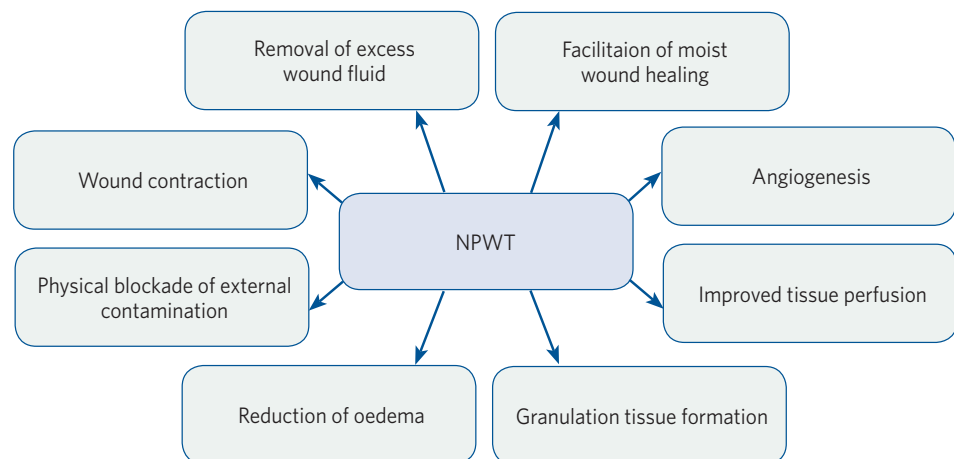 Removal of excess
wound fluid
Facilitaion of moist
wound healing
Wound contraction
Angiogenesis
NPWT
Physical blockade of external
contamination
Improved tissue perfusion
Reduction of oedema
Granulation tissue formation